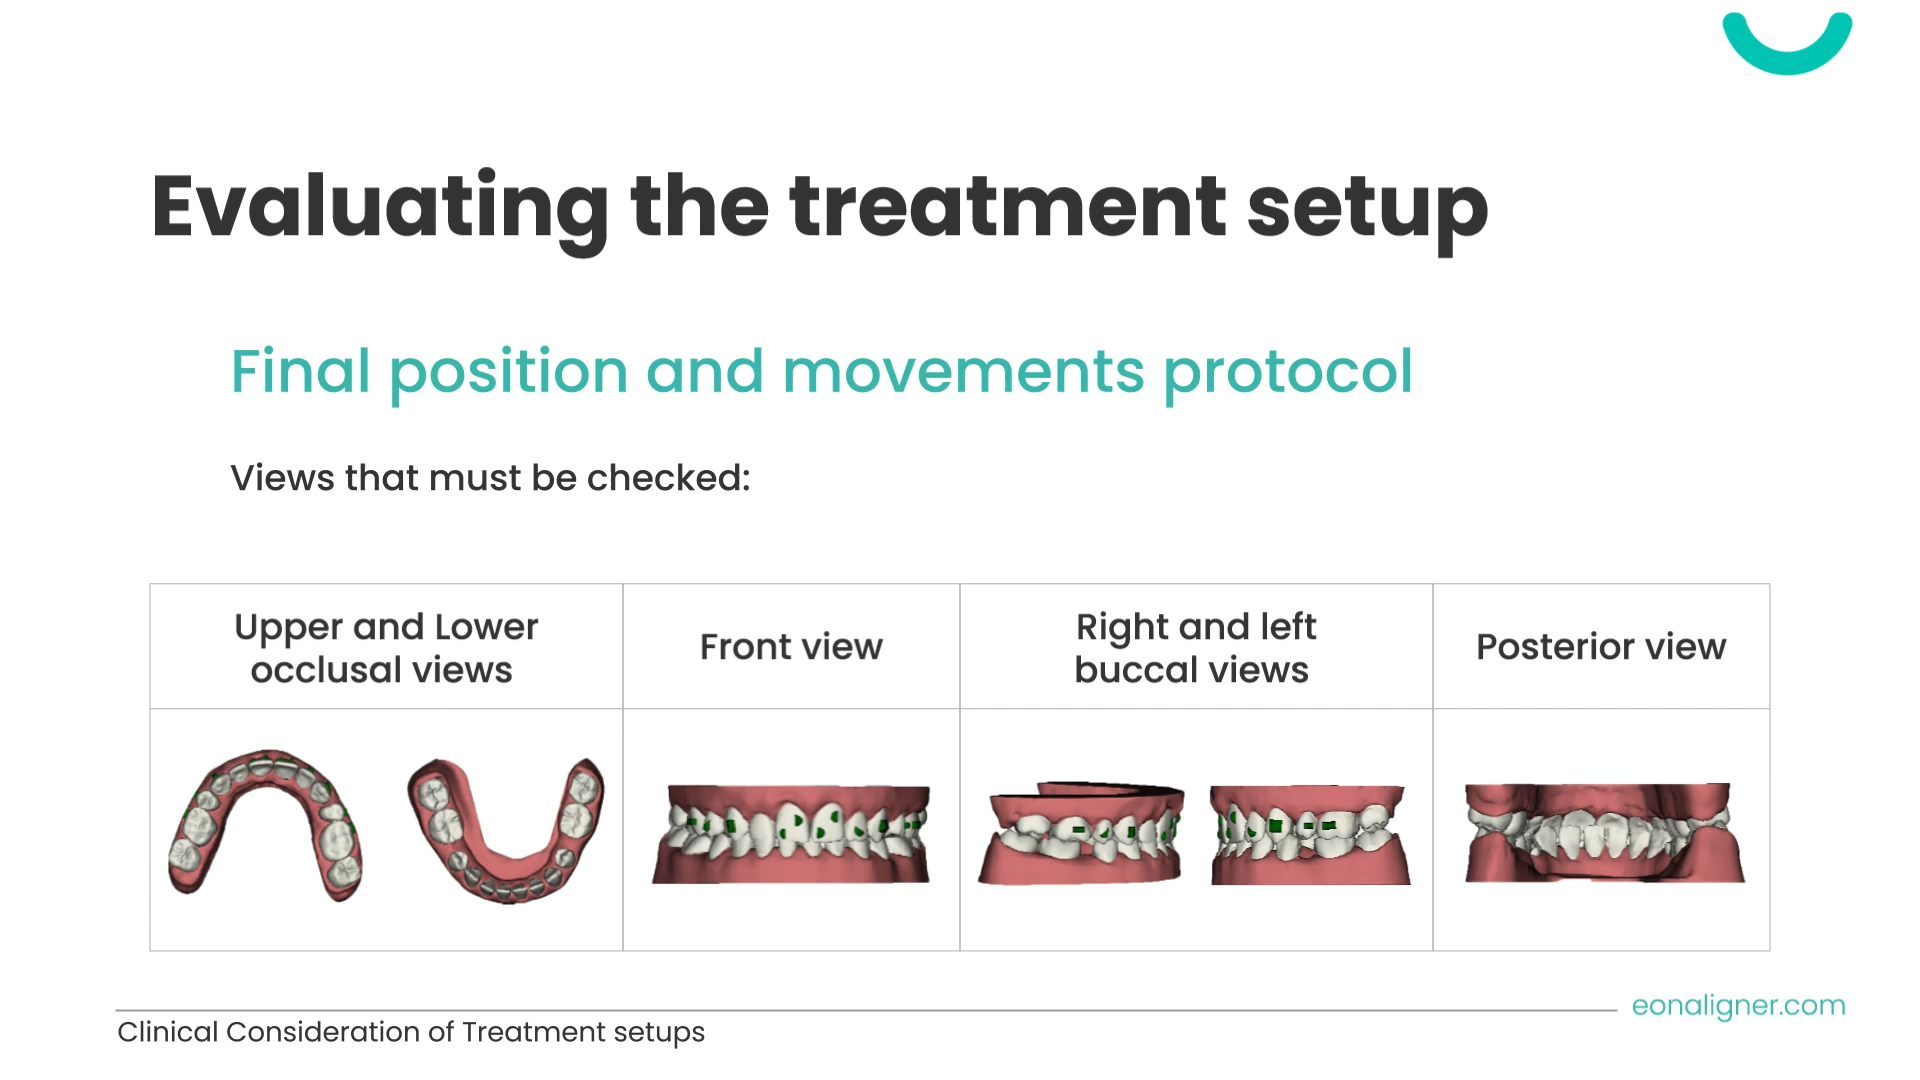 Evaluating the treatment setup
Final position and movements protocol
Views that must be checked:
Upper and Lower
occlusal views
Front view
Right and left
buccal views
Posterior view
eonaligner.com
Clinical Consideration of Treatment setups